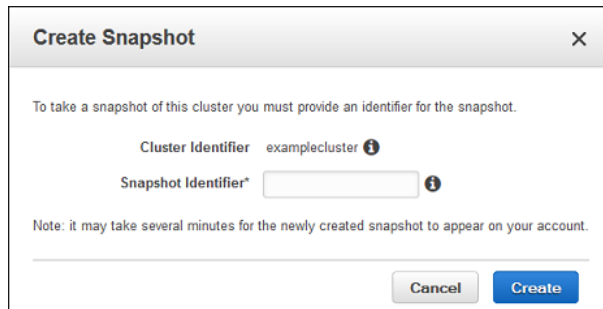 Create Snapshot
To take a snapshot of this cluster you must provide an identifier for the snapshot.
Cluster Identifier examplecluster
Snapshot Identifier*
Note: it may take several minutes for the newly created snapshot to appear on your account.
Cancel Create